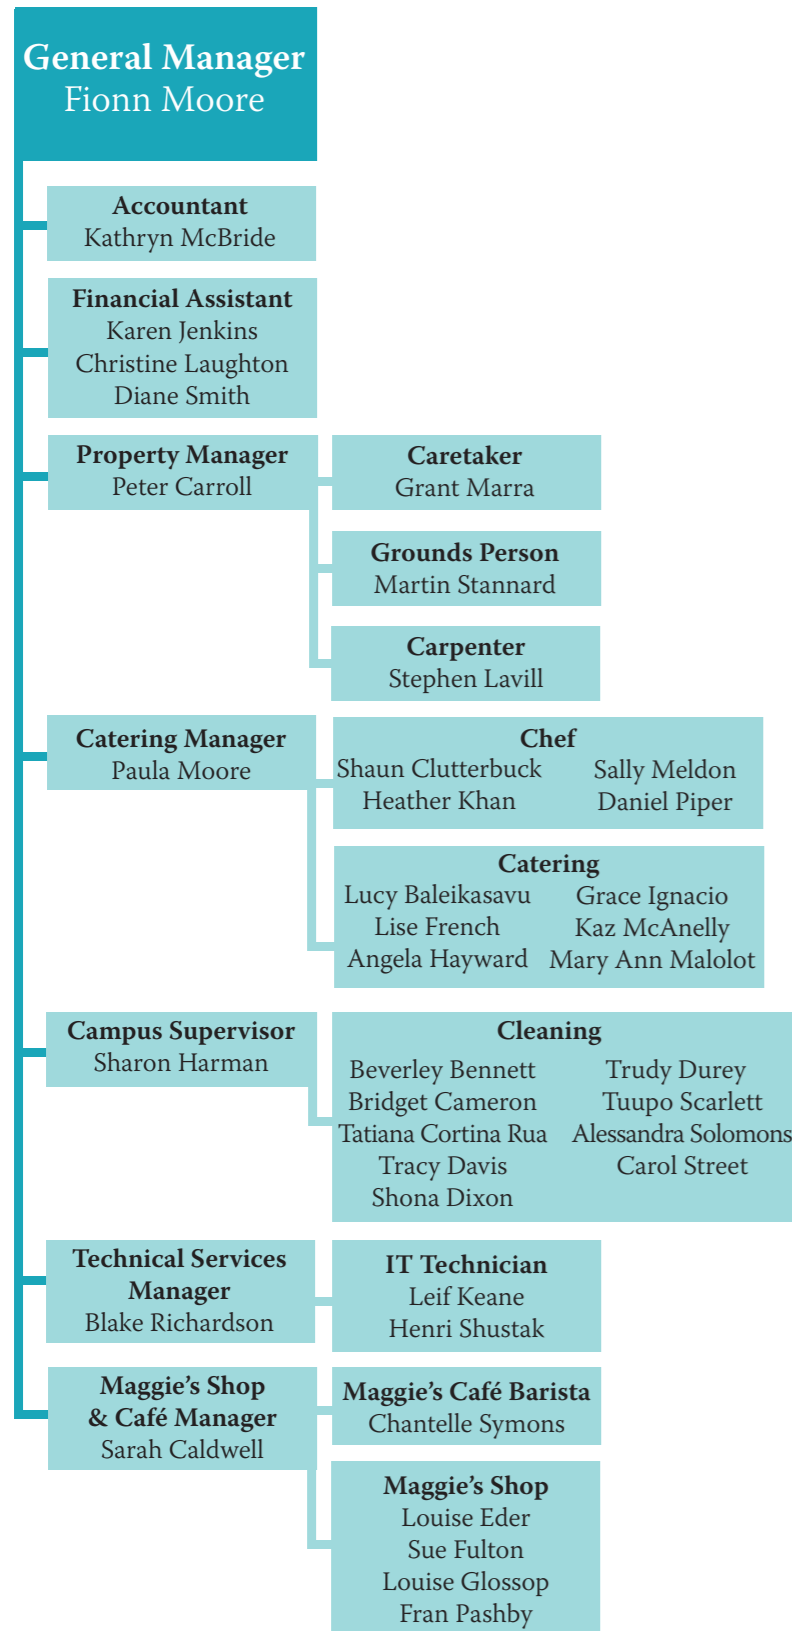 General Manager
Fionn Moore
Accountant
Kathryn McBride
Financial Assistant
Karen Jenkins
Christine Laughton
Diane Smith
Property Manager
Peter Carroll
Caretaker
Grant Marra
Grounds Person
Martin Stannard
Carpenter
Stephen Lavill
Catering Manager
Paula Moore
Chef
Shaun Clutterbuck
Heather Khan
Sally Meldon
Daniel Piper
Catering
Lucy Baleikasavu
Lise French
Angela Hayward
Grace Ignacio
Kaz McAnelly
Mary Ann Malolot
Campus Supervisor
Sharon Harman
Cleaning
Beverley Bennett
Bridget Cameron
Tatiana Cortina Rua
Tracy Davis
Shona Dixon
Trudy Durey
Tuupo Scarlett
Alessandra Solomons
Carol Street
Technical Services
Manager
Blake Richardson
IT Technician
Leif Keane
Henri Shustak
Maggie's Shop
& Café Manager
Sarah Caldwell
Maggie's Café Barista
Chantelle Symons
Maggie's Shop
Louise Eder
Sue Fulton
Louise Glossop
Fran Pashby